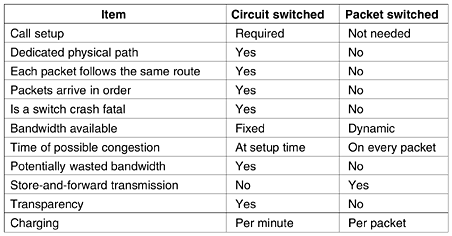 Item Circuit switched Packet switched
Call setup Required Not needed
Dedicated physical path Yes No
Each packet follows the same route Yes No
Packets arrive in order Yes No
Is a switch crash fatal Yes No
Bandwidth available Fixed Dynamic
Time of possible congestion At setup time On every packet
Potentially wasted bandwidth Yes No
Store-and-forward transmission No Yes
Transparency Yes No
Charging Per minute Per packet